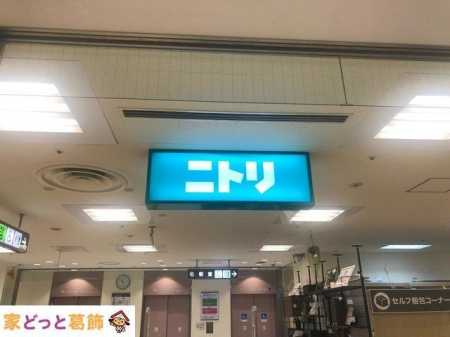 ニトリ
化粧室
セルフ梱包コーナー
家どっと葛飾